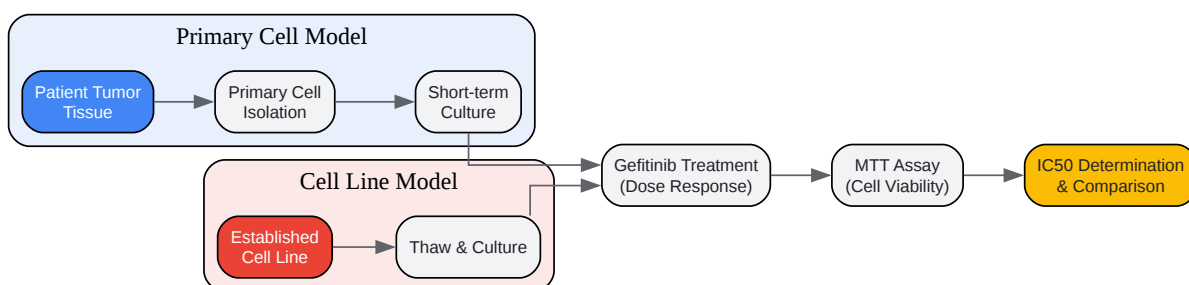 Primary Cell Model
Patient Tumor
Tissue
Primary Cell
Isolation
Short-term
Culture
Cell Line Model
Established
Cell Line
Thaw & Culture
Gefitinib Treatment
(Dose Response)
MTT Assay
(Cell Viability)
IC50 Determination
& Comparison